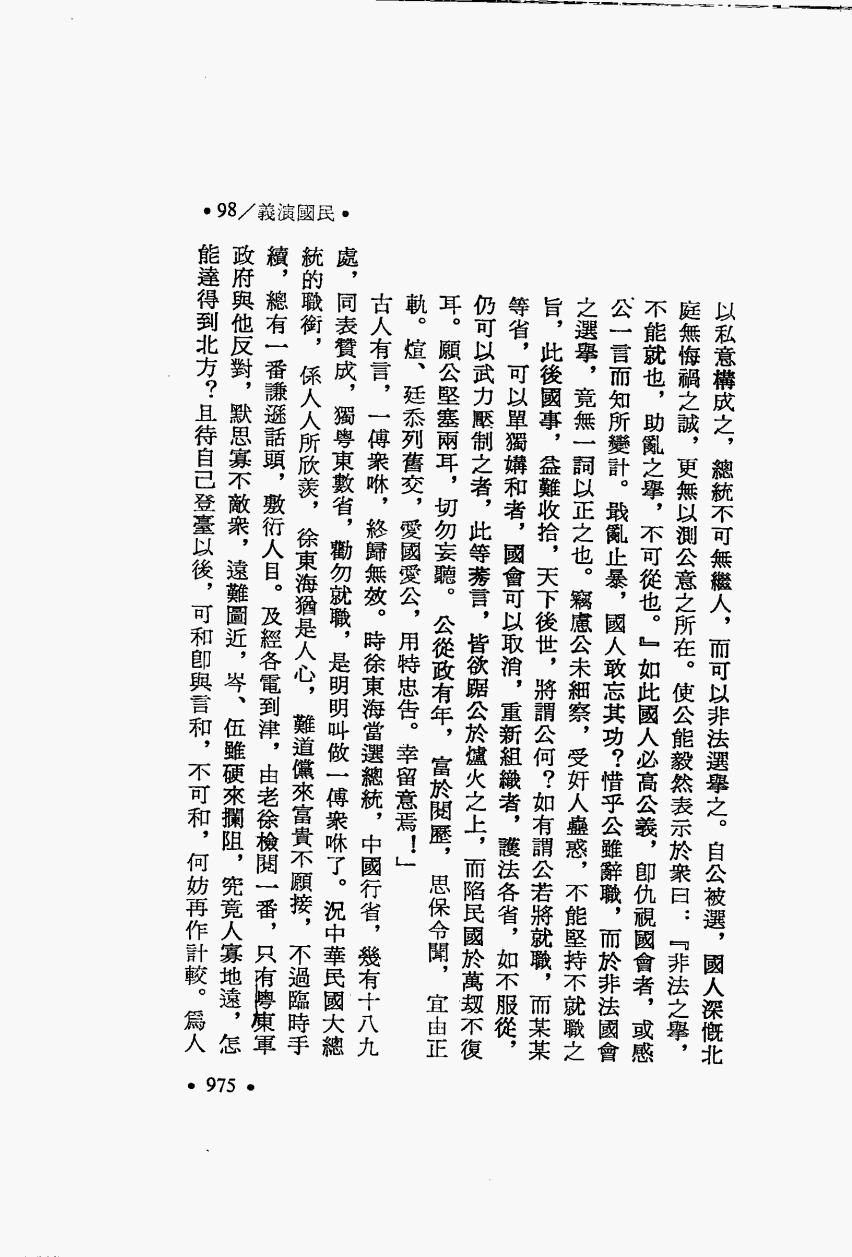 •98／義演國民•
以私意構成之，總統不可無繼人，而可以非法選舉之。自公被選，國人深慨北
庭無悔禍之誠，更無以測公意之所在。使公能毅然表示於衆曰：『非法之舉，
不能就也，助亂之舉，不可從也。』如此國人必高公義，卽仇視國會者，或感
公一言而知所變計。戢亂止暴，國人敢忘其功？惜乎公雖辭職，而於非法國會
之選舉，竟無一詞以正之也。竊慮公未細察，受奸人蠱惑，不能堅持不就職之
旨，此後國事，益難收拾，天下後世，將謂公何？如有謂公若將就職，而某某
等省，可以單獨媾和者，國會可以取消，重新組織者，護法各省，如不服從，
仍可以武力壓制之者，此等莠言，皆欲踞公於爐火之上，而陷民國於萬刼不復
耳。願公堅塞兩耳，切勿妄聽。公從政有年，富於閱歷，思保令聞，宜由正
軌。煊、廷忝列舊交，愛國愛公，用特忠告。幸留意焉！」
古人有言，一傅衆咻，終歸無效。時徐東海當選總統，中國行省，幾有十八九
處，同表贊成，獨粵東數省，勸勿就職，是明明叫做一傅衆咻了。況中華民國大總
統的職銜，係人人所欣羨，徐東海猶是人心，難道儻來富貴不願接，不過臨時手
續，總有一番謙遜話頭，敷衍人目。及經各電到津，由老徐檢閱一番，只有粵東軍
政府與他反對，默思寡不敵衆，遠難圖近，岑、伍雖硬來攔阻，究竟人寡地遠，怎
能達得到北方？且待自己登臺以後，可和卽與言和，不可和，何妨再作計較。爲人
•975•